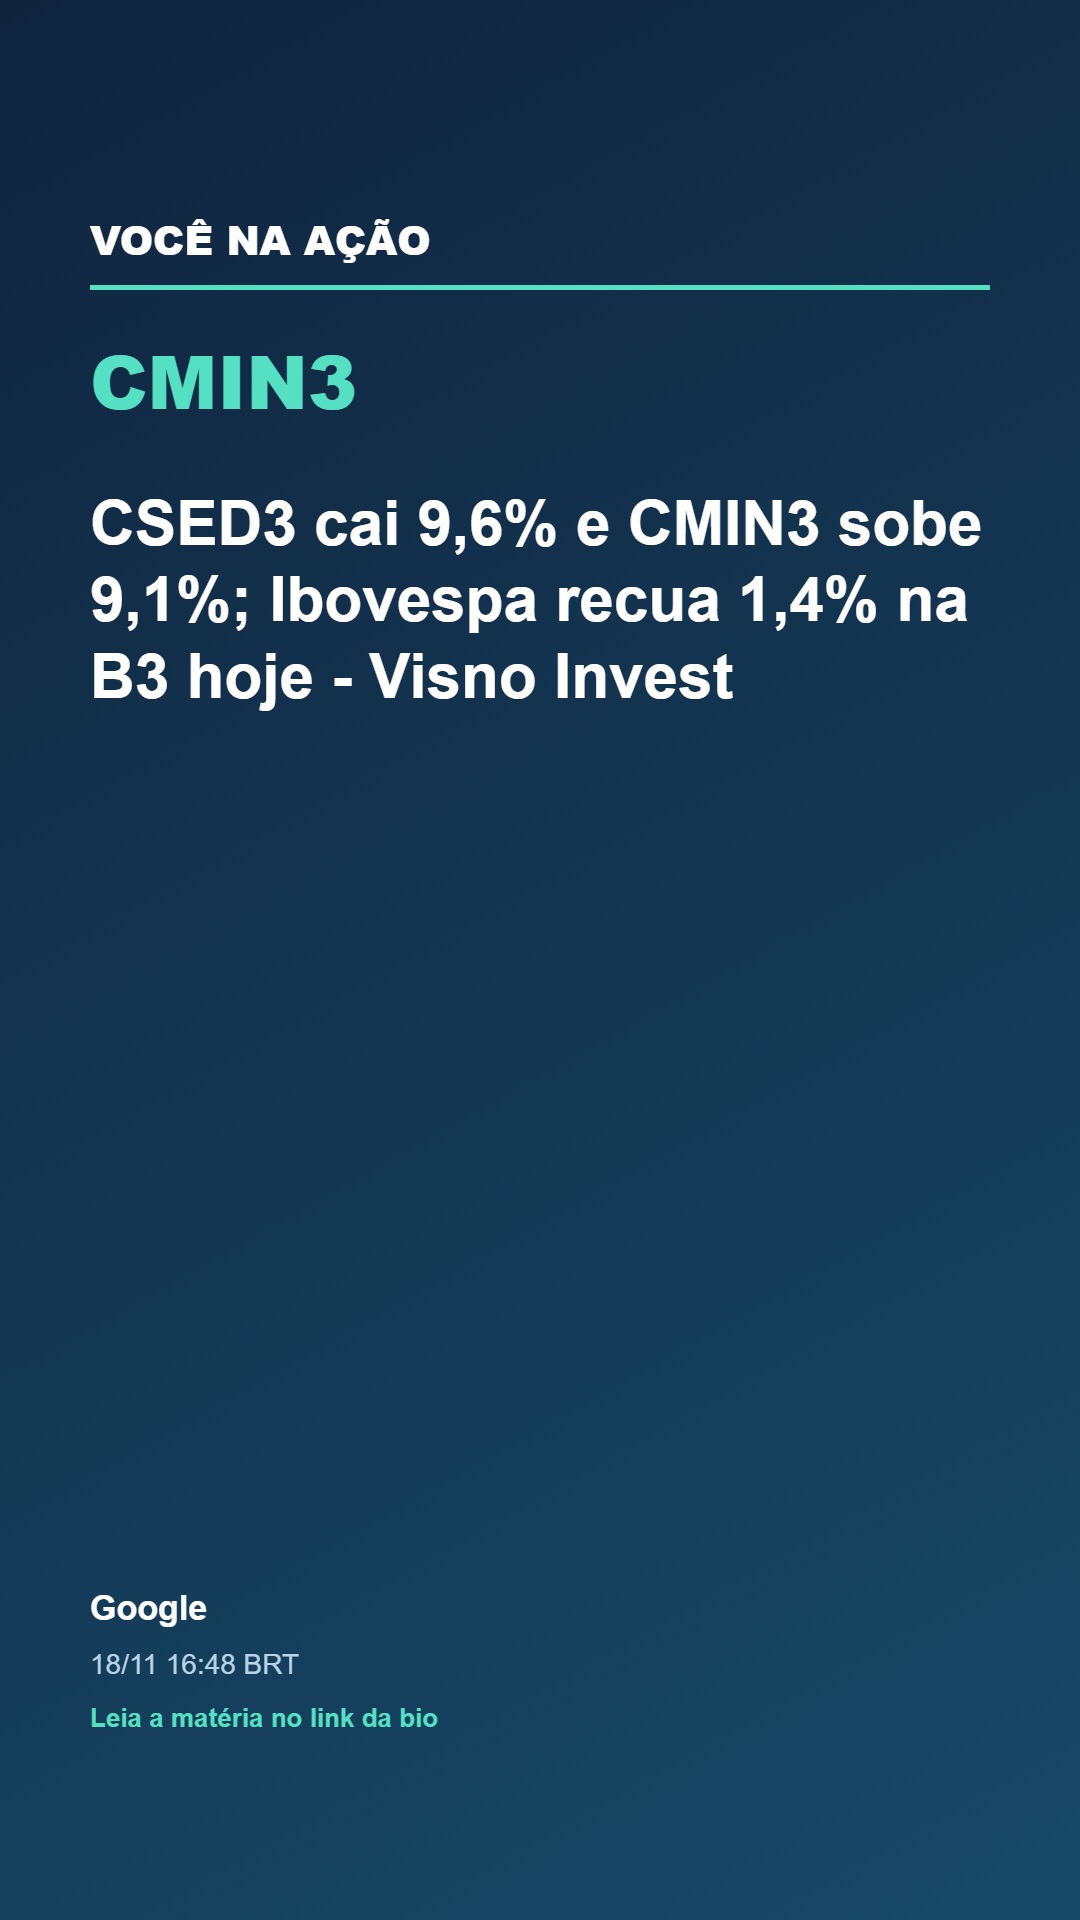 VOCÊ NA AÇÃO
CMIN3
CSED3 cai 9,6% e CMIN3 sobe
9,1%; Ibovespa recua 1,4% na
B3 hoje - Visno Invest
Google
18/11 16:48 BRT
Leia a matéria no link da bio